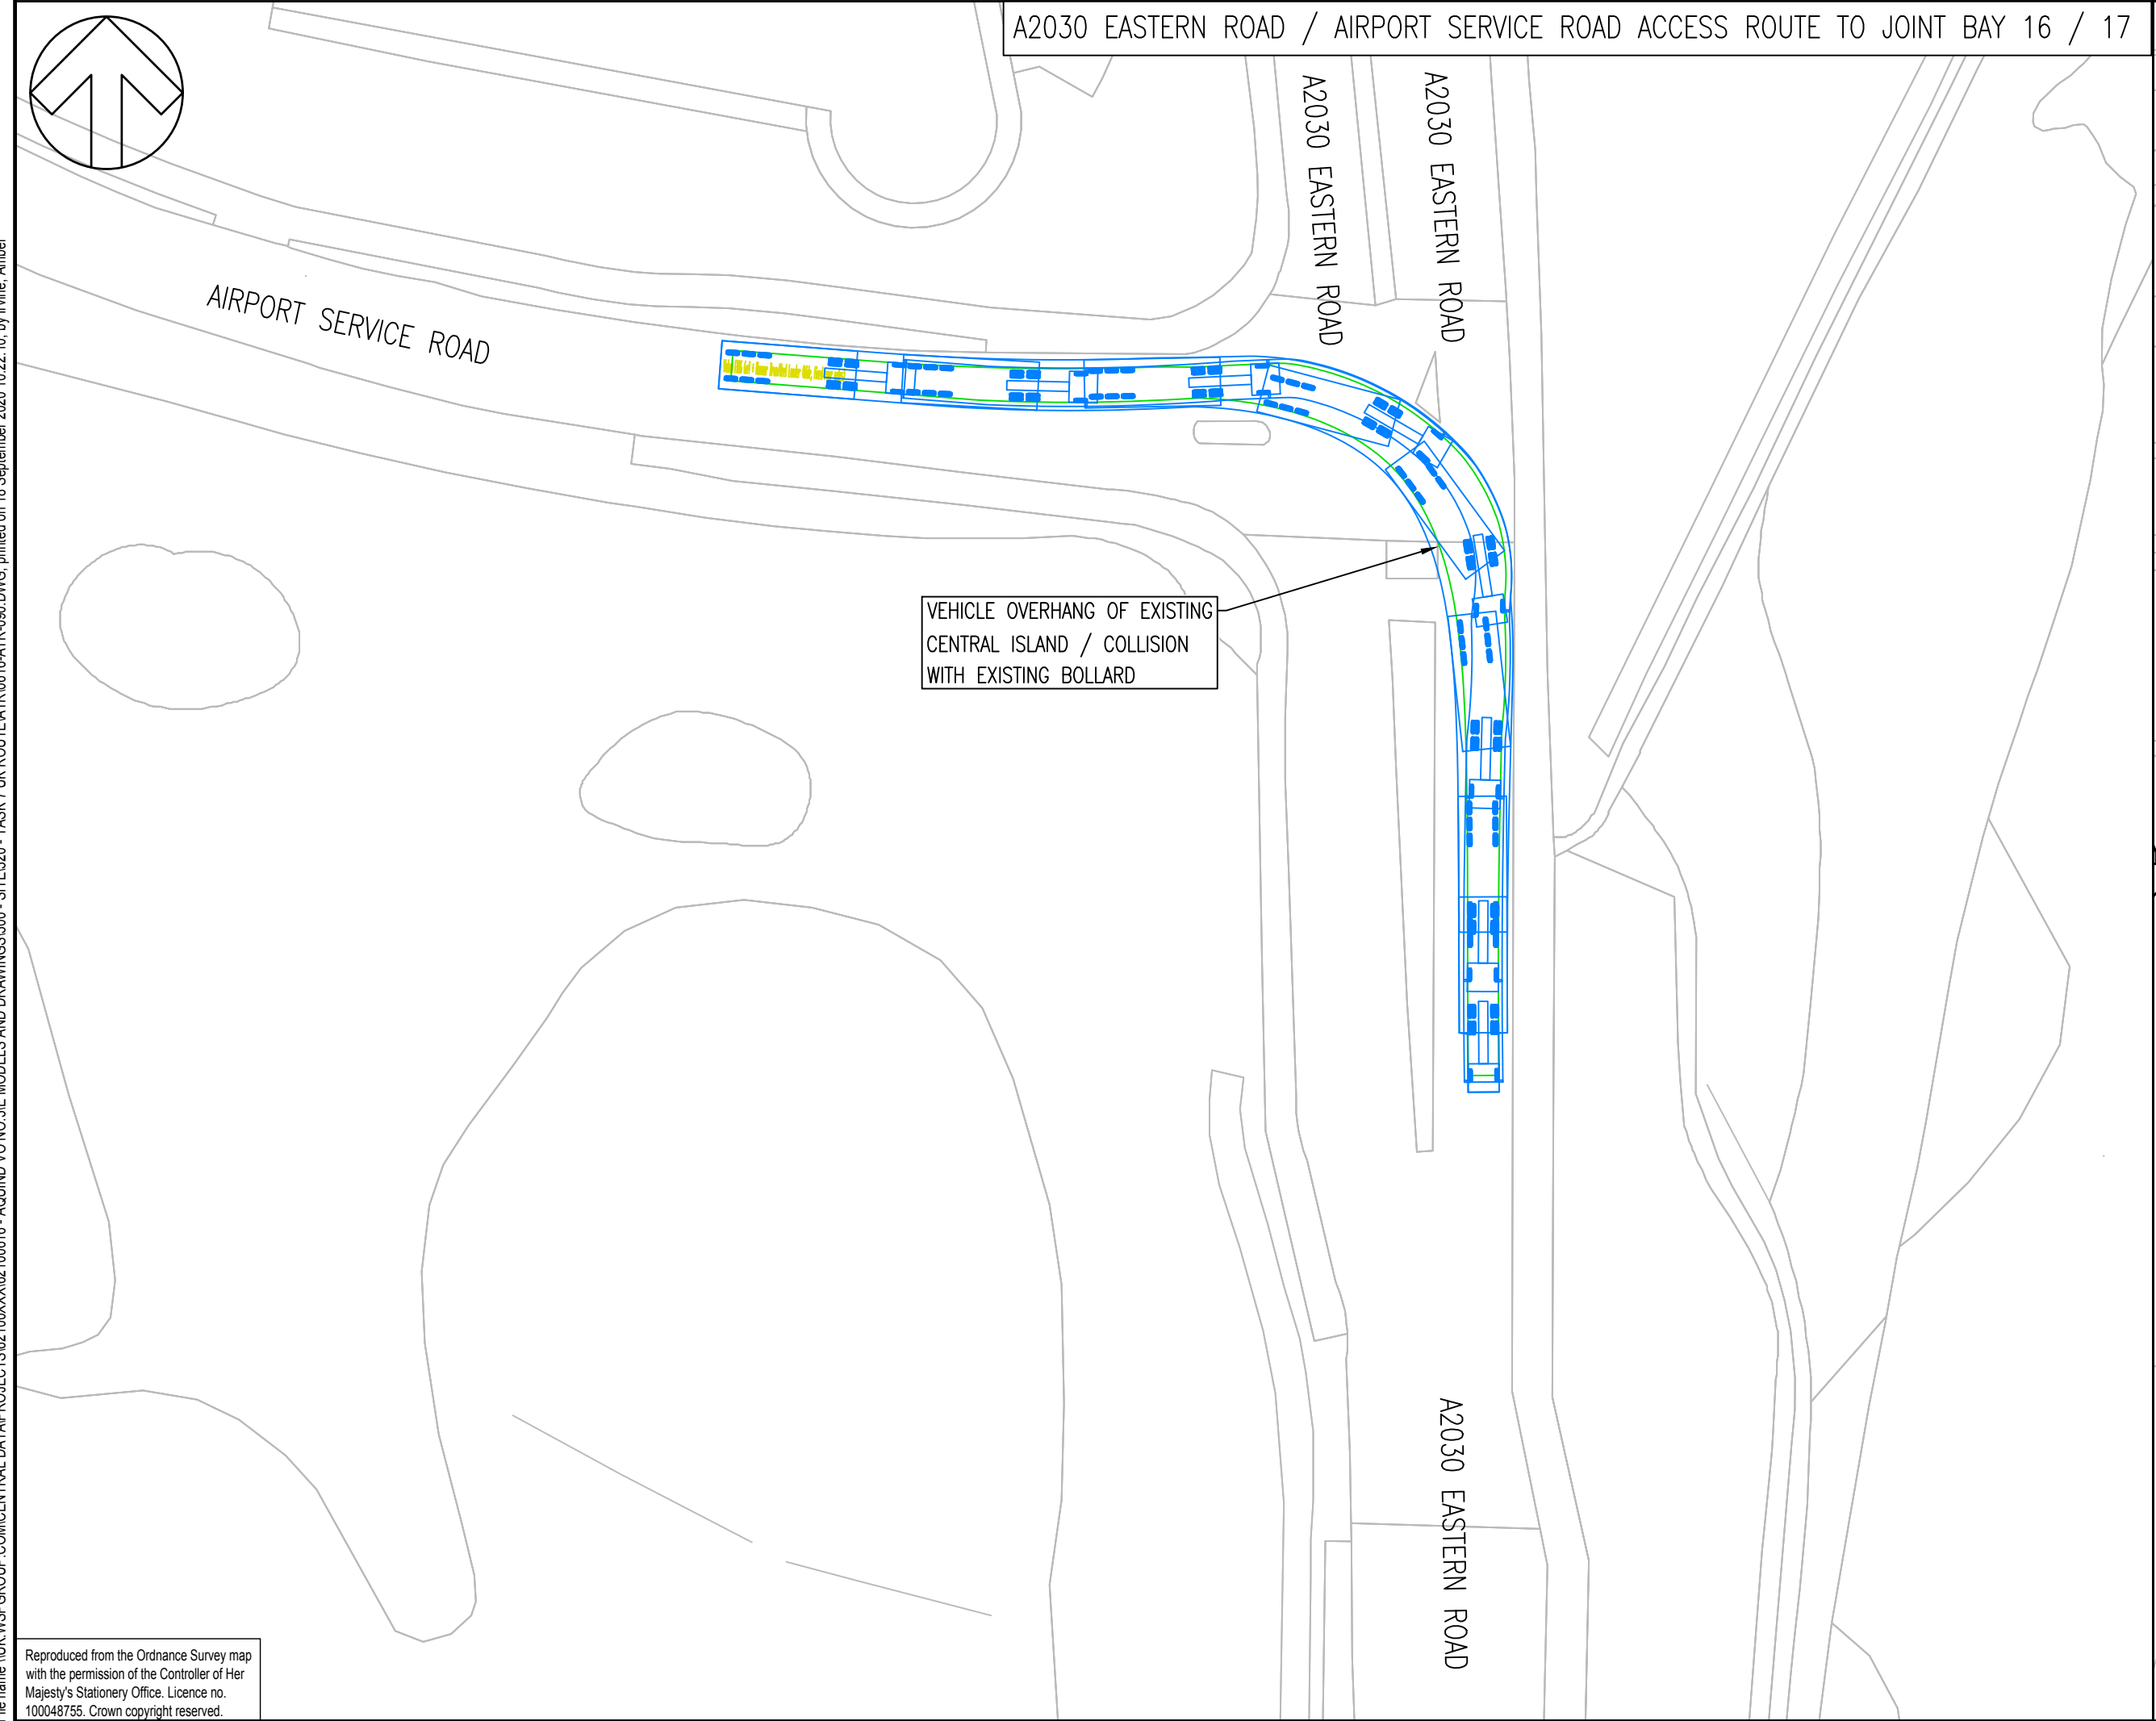 A2030 EASTERN ROAD / AIRPORT SERVICE ROAD ACCESS ROUTE TO JOINT BAY 16 / 17
A2030 EASTERN ROAD
A2030 EASTERN ROAD
AIRPORT SERVICE ROAD
VEHICLE OVERHANG OF EXISTING
CENTRAL ISLAND / COLLISION
WITH EXISTING BOLLARD
A2030 EASTERN ROAD
Reproduced from the Ordnance Survey map
with the permission of the Controller of Her
Majesty's Stationery Office. Licence no.
100048755. Crown copyright reserved.